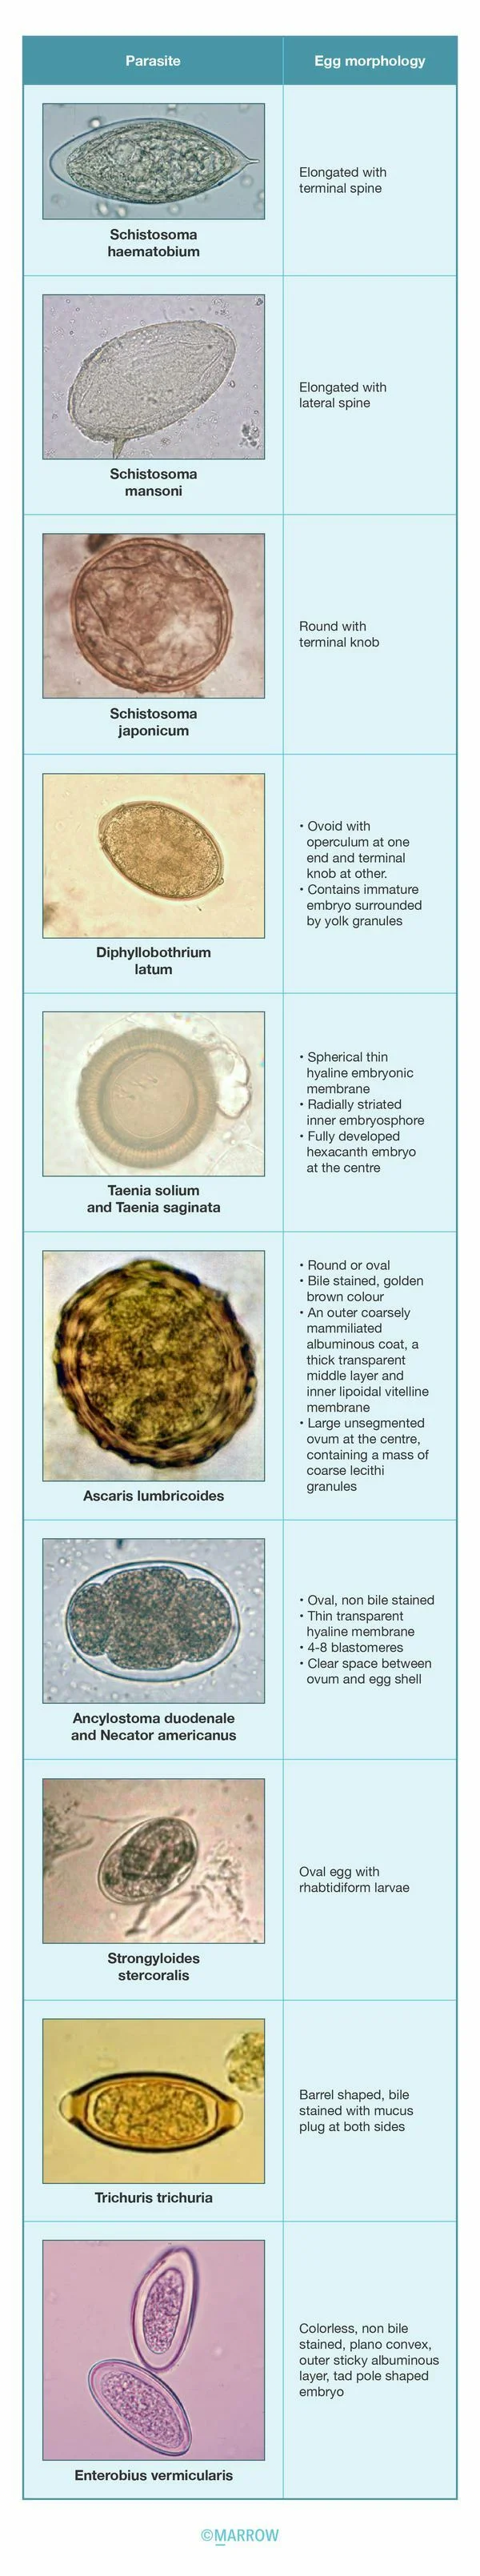 Parasite
Egg morphology
Schistosoma
haematobium
Elongated with
terminal spine
Schistosoma
mansoni
Elongated with
lateral spine
Schistosoma
japonicum
Round with
terminal knob
Diphyllobothrium
latum
• Ovoid with
operculum at one
end and terminal
knob at other.
• Contains immature
embryo surrounded
by yolk granules
Taenia solium
and Taenia saginata
• Spherical thin
hyaline embryonic
membrane
• Radially striated
inner embryosphore
• Fully developed
hexacanth embryo
at the centre
Ascaris lumbricoides
• Round or oval
• Bile stained, golden
brown colour
• An outer coarsely
mammiliated
albuminous coat, a
thick transparent
middle layer and
inner lipoidal vitelline
membrane
• Large unsegmented
ovum at the centre,
containing a mass of
coarse lecithi
granules
Ancylostoma duodenale
and Necator americanus
• Oval, non bile stained
• Thin transparent
hyaline membrane
• 4-8 blastomeres
• Clear space between
ovum and egg shell
Strongyloides
stercoralis
Oval egg with
rhabtidiform larvae
Trichuris trichuria
Barrel shaped, bile
stained with mucus
plug at both sides
Enterobius vermicularis
Colorless, non bile
stained, plano convex,
outer sticky albuminous
layer, tad pole shaped
embryo
©MARROW